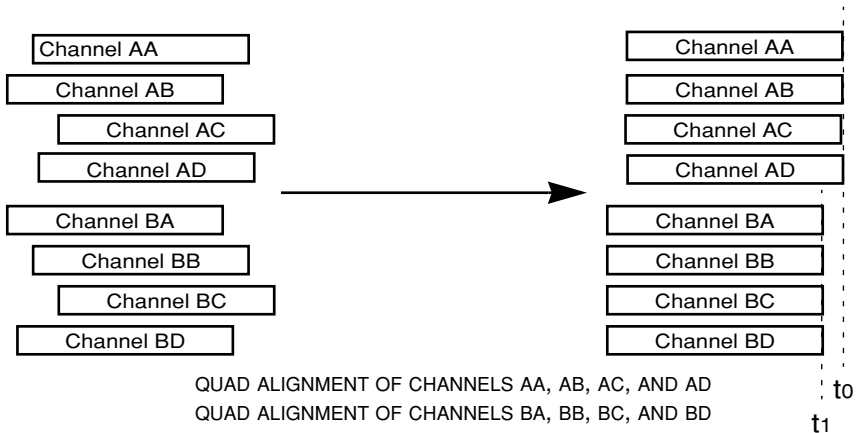 Channel AA
Channel AB
Channel AC
Channel AD
Channel BA
Channel BB
Channel BC
Channel BD
Channel AA
Channel AB
Channel AC
Channel AD
Channel BA
Channel BB
Channel BC
Channel BD
QUAD ALIGNMENT OF CHANNELS AA, AB, AC, AND AD
QUAD ALIGNMENT OF CHANNELS BA, BB, BC, AND BD
t0
t1